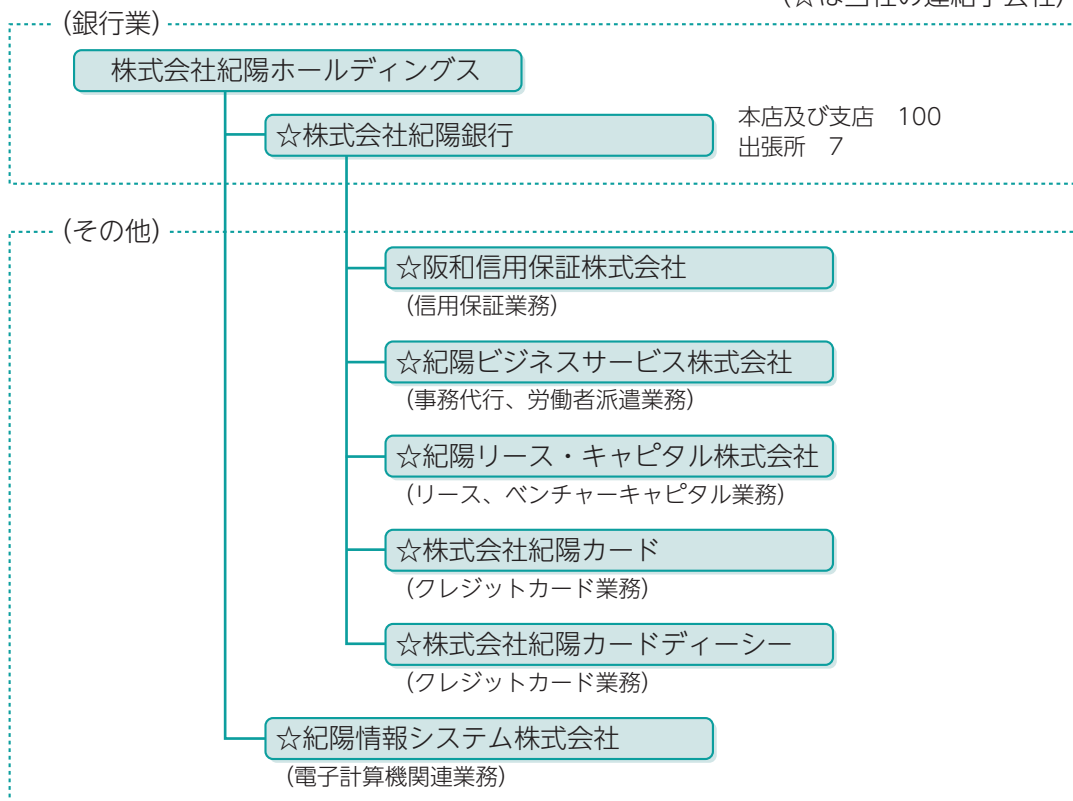 (☆は当社の連結子会社)
(銀行業)
株式会社紀陽ホールディングス
☆株式会社紀陽銀行
本店及び支店 100
出張所 7
(その他)
☆阪和信用保証株式会社
(信用保証業務)
☆紀陽ビジネスサービス株式会社
(事務代行、労働者派遣業務)
☆紀陽リース・キャピタル株式会社
(リース、ベンチャーキャピタル業務)
☆株式会社紀陽カード
(クレジットカード業務)
☆株式会社紀陽カードディーシー
(クレジットカード業務)
☆紀陽情報システム株式会社
(電子計算機関連業務)